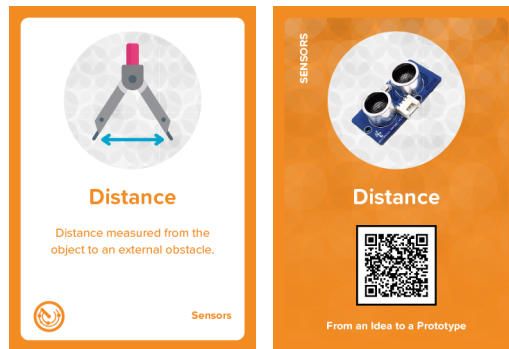 Distance
Distance measured from the
object to an external obstacle.
Sensors
SENSORS
Distance
From an Idea to a Prototype